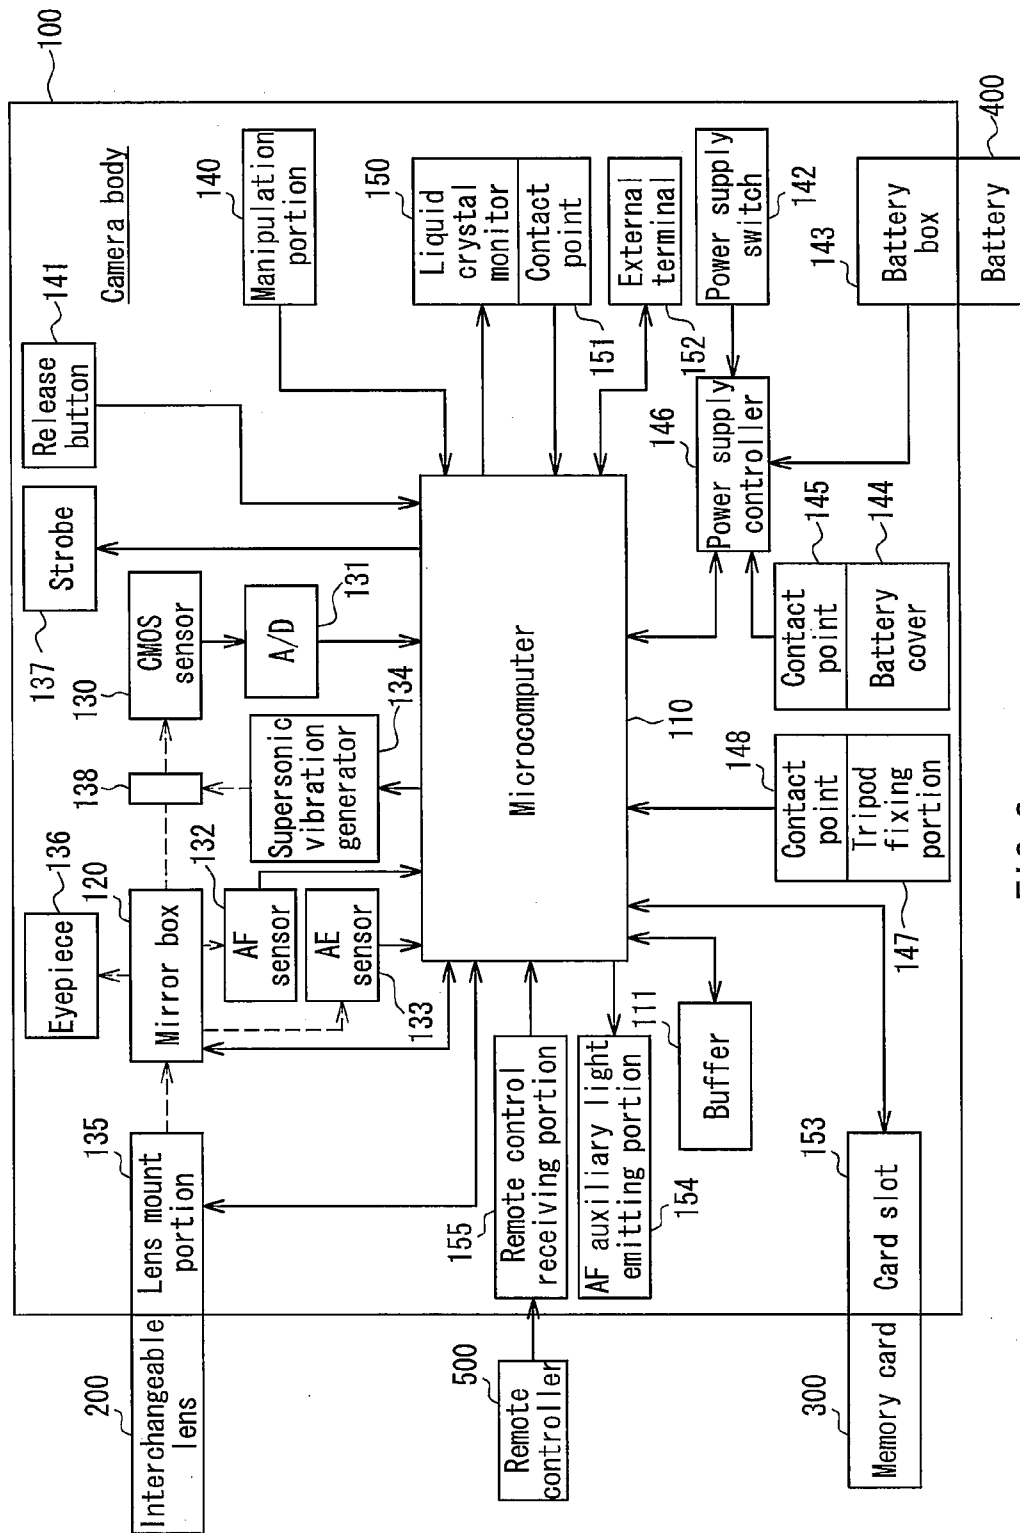 100
Camera body
136
Eyepiece
137
Strobe
141
Release
button
200
Interchangeable
lens
135
Lens mount
portion
120
Mirror box
138
130
CMOS
sensor
132
AF
sensor
133
AE
sensor
134
Supersonic
vibration
generator
131
A/D
140
Manipulation
portion
500
Remote
controller
155
Remote control
receiving portion
AF auxiliary light
emitting portion
154
Microcomputer
110
150
Liquid
crystal
monitor
Contact
point
151
External
terminal
152
111
Buffer
146
Power supply
controller
Power supply
switch
142
300
Memory card
153
Card slot
148
Contact
point
Tripod
fixing
portion
147
Contact
point
145
Battery
cover
144
143
Battery
box
Battery
400